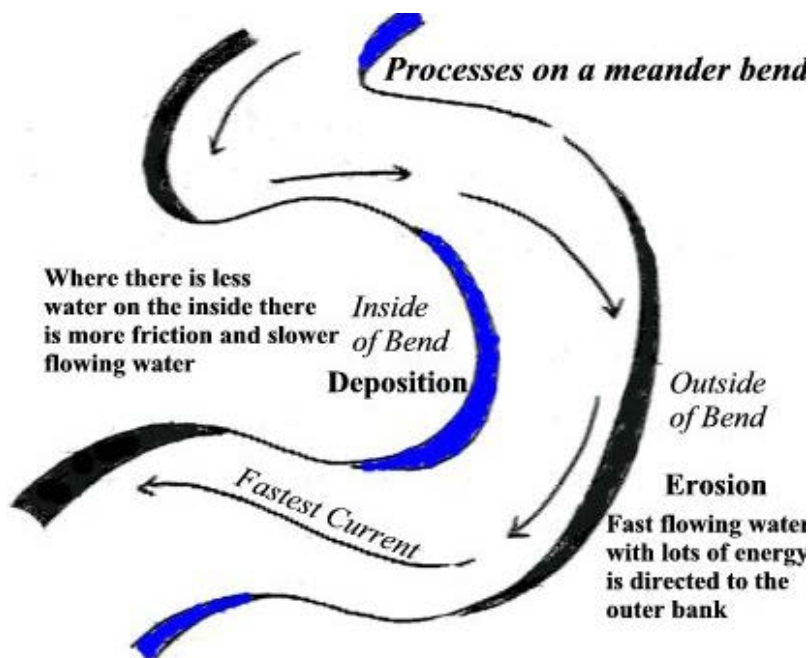 Processes on a meander bend
Where there is less
water on the inside there
is more friction and slower
flowing water
Inside
of Bend
Deposition
Outside
of Bend
Erosion
Fast flowing water
with lots of energy
is directed to the
outer bank
Fastest Current